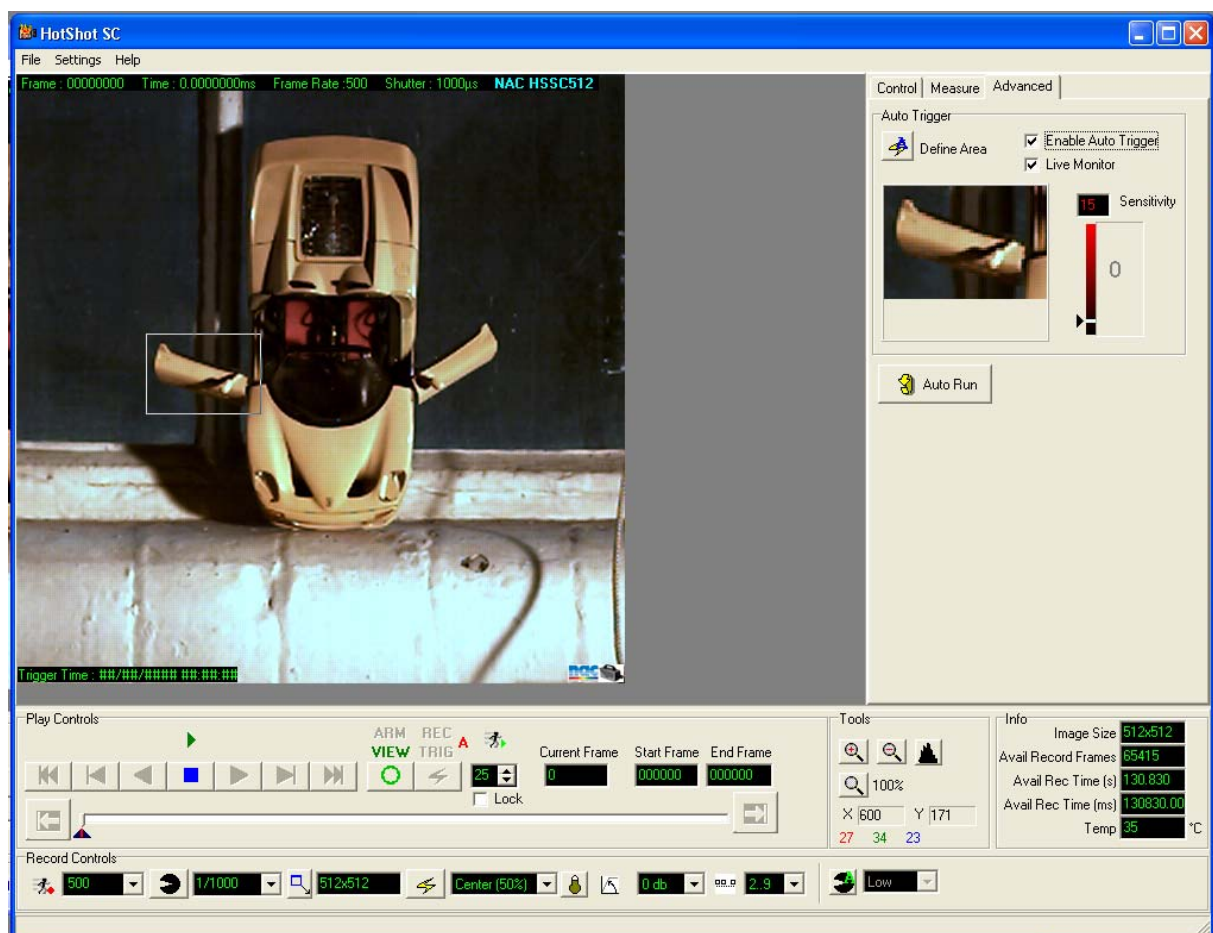 HotShot SC
File Settings Help
Frame : 00000000 Time : 0.0000000ms Frame Rate :500 Shutter : 1000µs NAC HSSC512
Control Measure Advanced
Auto Trigger
Define Area
Enable Auto Trigger
Live Monitor
15 Sensitivity
0
Auto Run
Trigger Time : ##/##/#### ##:##:##
nac
Play Controls
ARM REC
VIEW TRIG A
25
Lock
Current Frame Start Frame End Frame
0 000000 000000
Tools
100%
X 600 Y 171
27 34 23
Info
Image Size 512x512
Avail Record Frames 65415
Avail Rec Time (s) 130.830
Avail Rec Time (ms) 130830.00
Temp 35 °C
Record Controls
500 1/1000 512x512 Center (50%) 0 db 2..9 Low